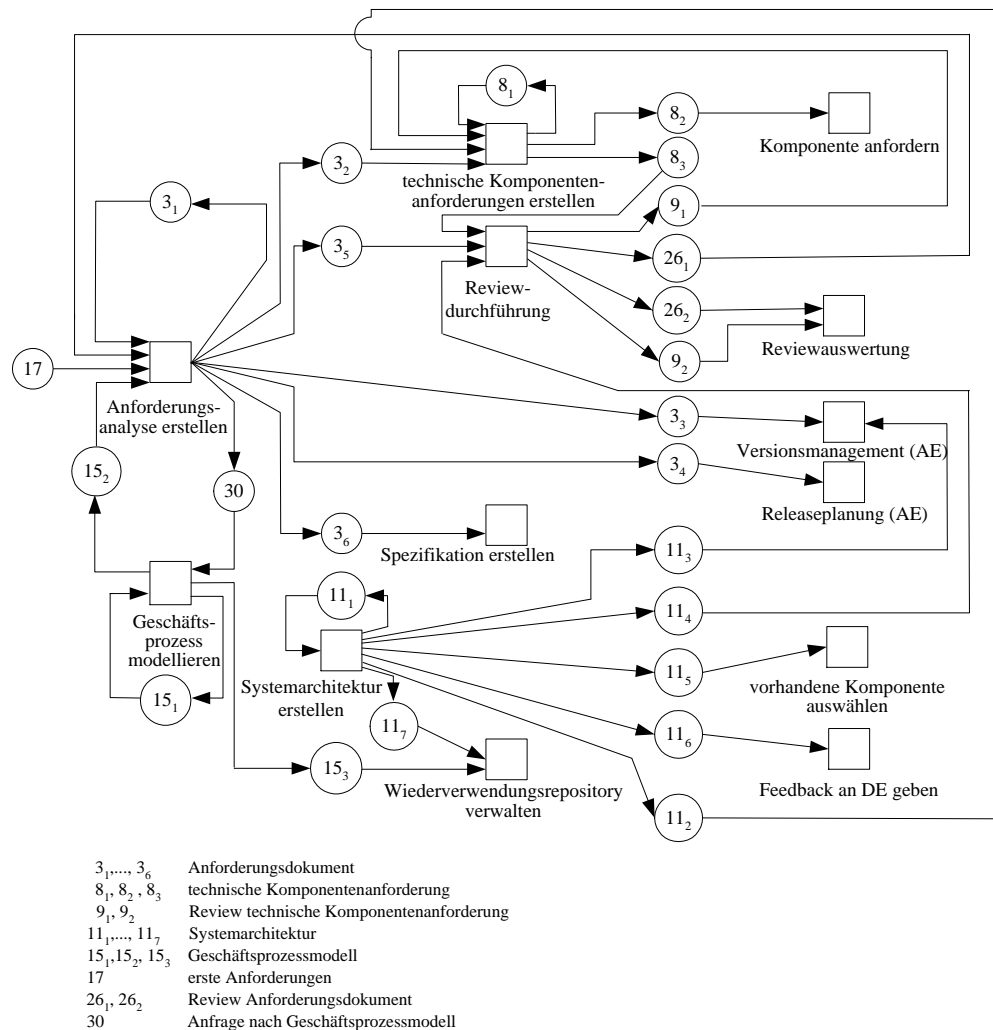 8₁
8₂
Komponente anfordern
3₂
8₃
technische Komponenten-
anforderungen erstellen
3₁
9₁
3₅
26₁
Review-
durchführung
26₂
Reviewauswertung
17
9₂
Anforderungs-
analyse erstellen
3₃
Versionsmanagement (AE)
15₂
30
3₄
Releaseplanung (AE)
3₆
Spezifikation erstellen
11₃
11₁
11₄
Geschäfts-
prozess
modellieren
Systemarchitektur
erstellen
11₅
vorhandene Komponente
auswählen
15₁
11₇
11₆
Feedback an DE geben
15₃
Wiederverwendungsrepository
verwalten
11₂
3₁,..., 3₆ Anforderungsdokument
8₁, 8₂ , 8₃ technische Komponentenanforderung
9₁, 9₂ Review technische Komponentenanforderung
11₁,..., 11₇ Systemarchitektur
15₁,15₂, 15₃ Geschäftsprozessmodell
17 erste Anforderungen
26₁, 26₂ Review Anforderungsdokument
30 Anfrage nach Geschäftsprozessmodell